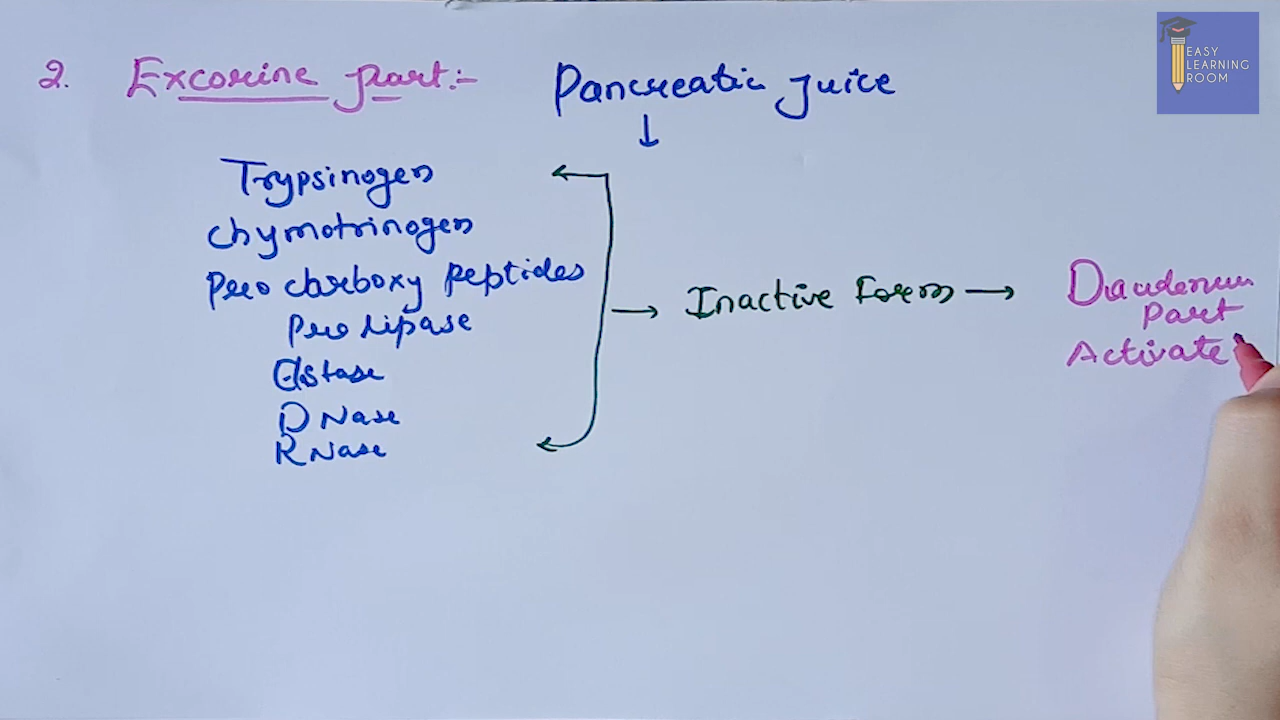 2. Excorine part:- Pancreatic Juice
EASY
LEARNING
ROOM
↓
Trypsinogen
Chymotrinogen
Pro carboxy peptides
Pro lipase
Elstase
DNase
RNase
→ Inactive Form →
Duodenum
Part
Activate